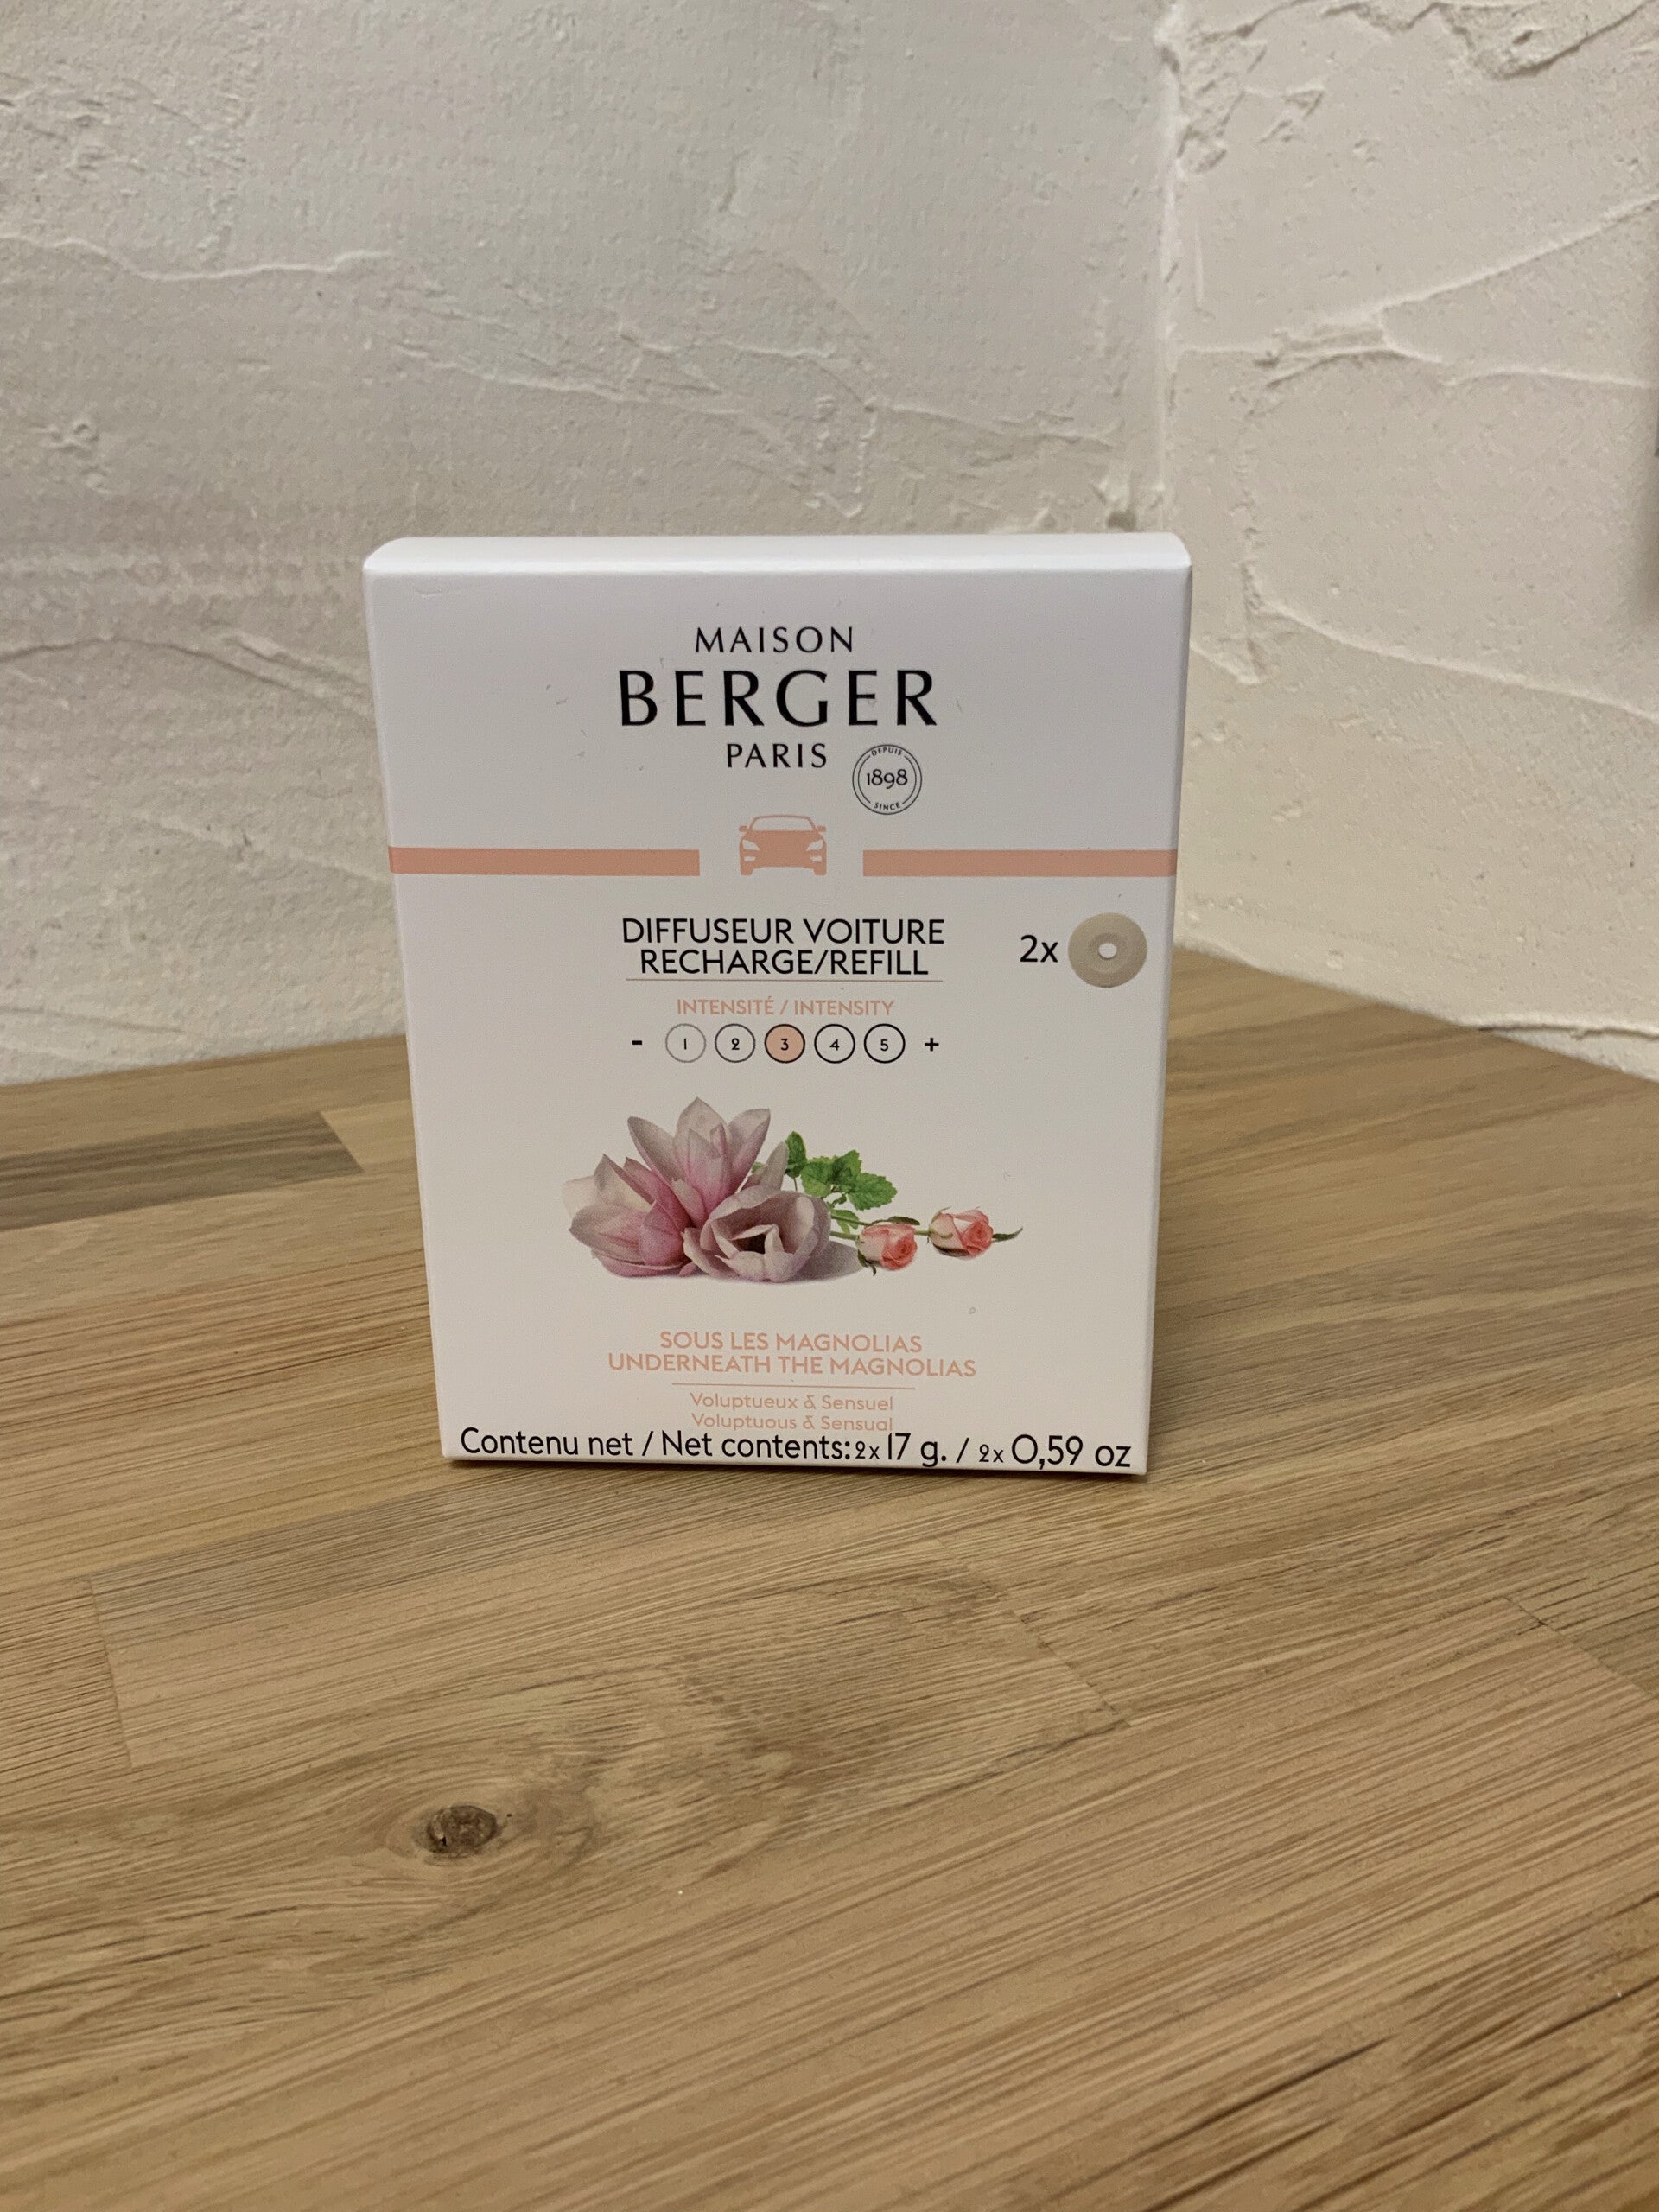 MAISON
BERGER
PARIS
DEPUIS
1898
SINCE
DIFFUSEUR VOITURE
RECHARGE/REFILL
2x
INTENSITÉ / INTENSITY
- 1 2 3 4 5 +
SOUS LES MAGNOLIAS
UNDERNEATH THE MAGNOLIAS
Voluptueux & Sensuel
Voluptuous & Sensual
Contenu net / Net contents: 2x 17 g. / 2x 0,59 oz